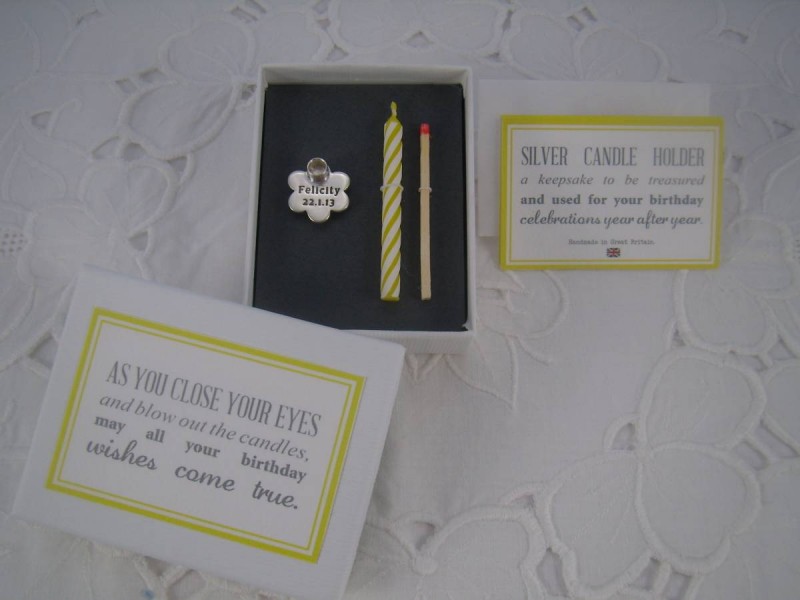 Felicity
22.1.13
SILVER CANDLE HOLDER
a keepsake to be treasured
and used for your birthday
celebrations year after year.
Handmade in Great Britain.
AS YOU CLOSE YOUR EYES
and blow out the candles,
may all your birthday
wishes come true.